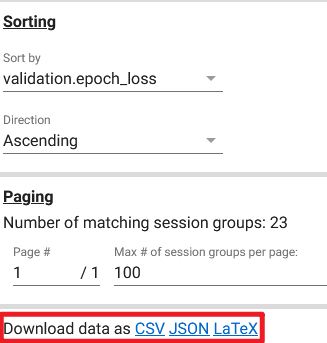 Sorting
Sort by
validation.epoch_loss
Direction
Ascending
Paging
Number of matching session groups: 23
Page # Max # of session groups per page:
1 / 1 100
Download data as CSV JSON LaTeX